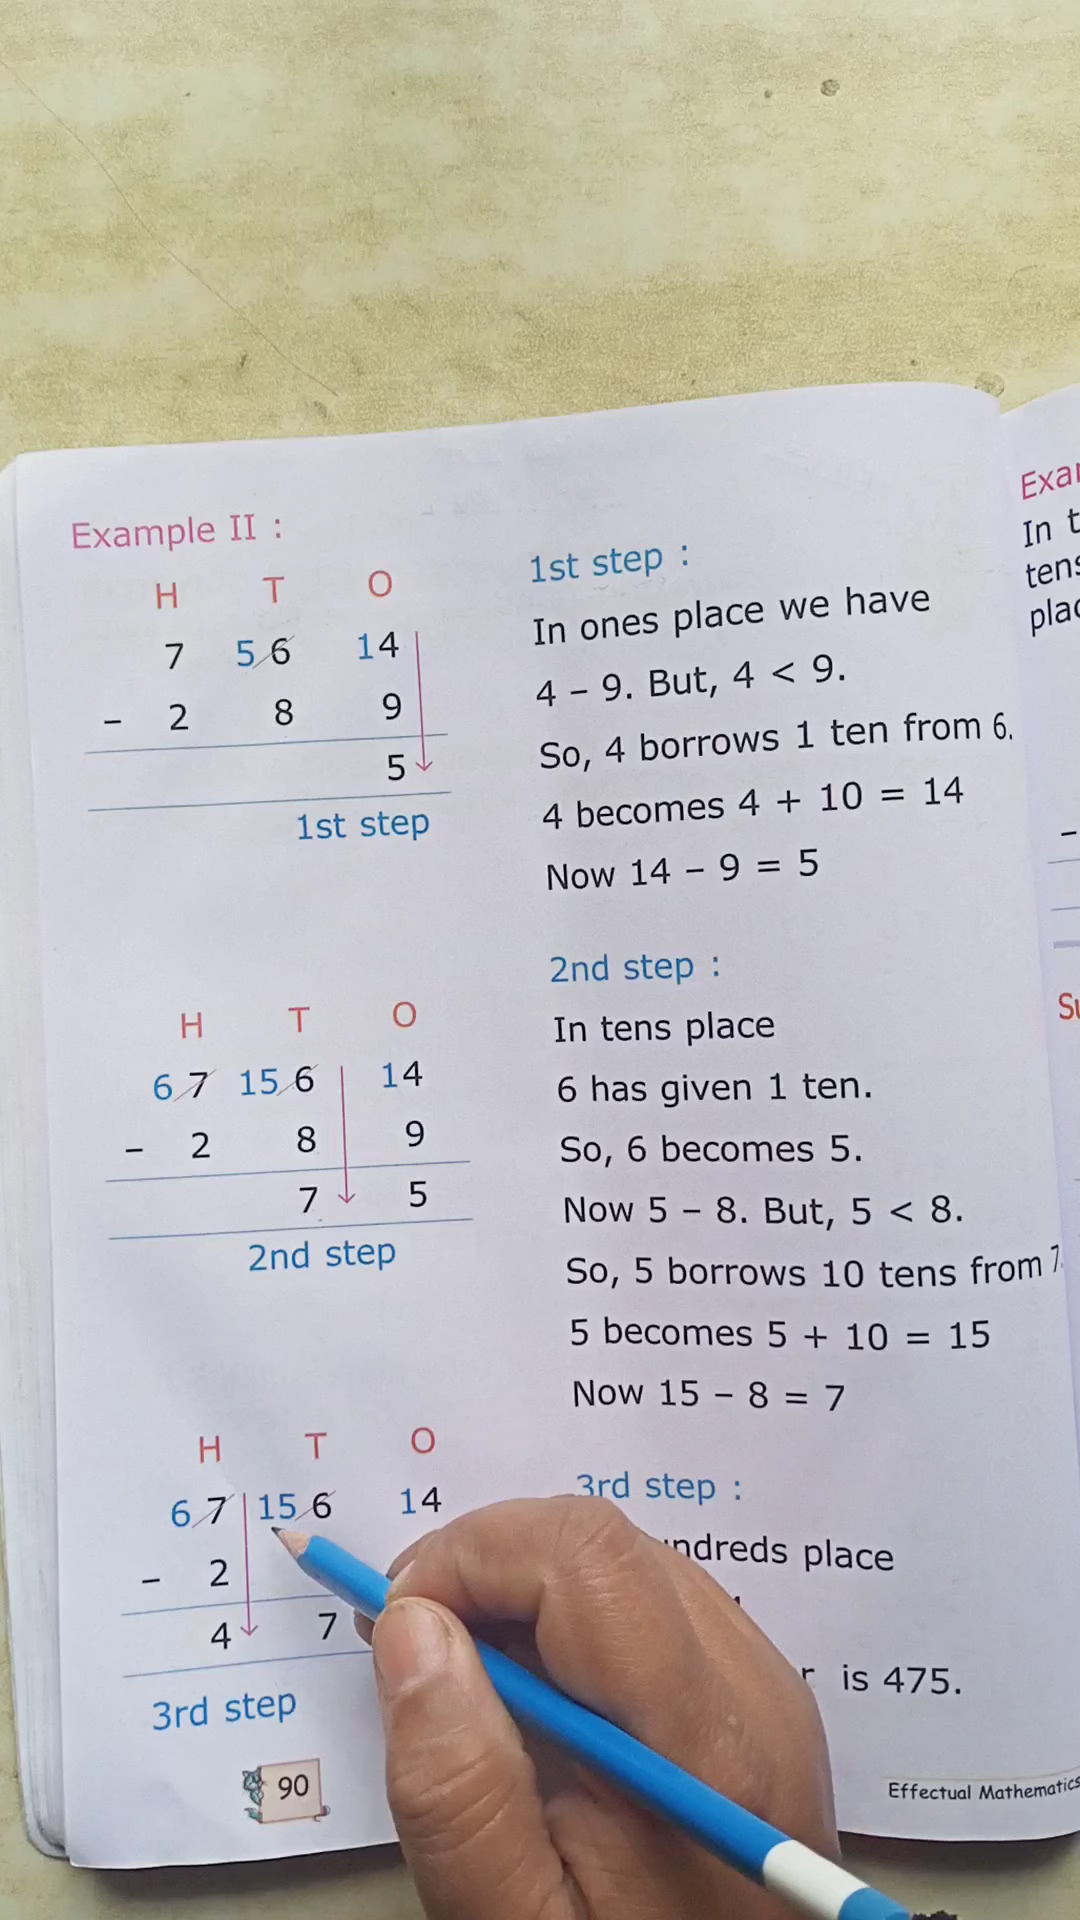 Example II :
H T O
7 5 6 14
- 2 8 9
5
1st step
1st step :
In ones place we have
4 – 9. But, 4 < 9.
So, 4 borrows 1 ten from 6.
4 becomes 4 + 10 = 14
Now 14 – 9 = 5
H T O
6 7 15 6 14
- 2 8 9
7 5
2nd step
2nd step :
In tens place
6 has given 1 ten.
So, 6 becomes 5.
Now 5 – 8. But, 5 < 8.
So, 5 borrows 10 tens from 7
5 becomes 5 + 10 = 15
Now 15 – 8 = 7
H T O
6 7 15 6 14
- 2
4 7
3rd step
3rd step :
place
is 475.
90
Effectual Mathematics
In